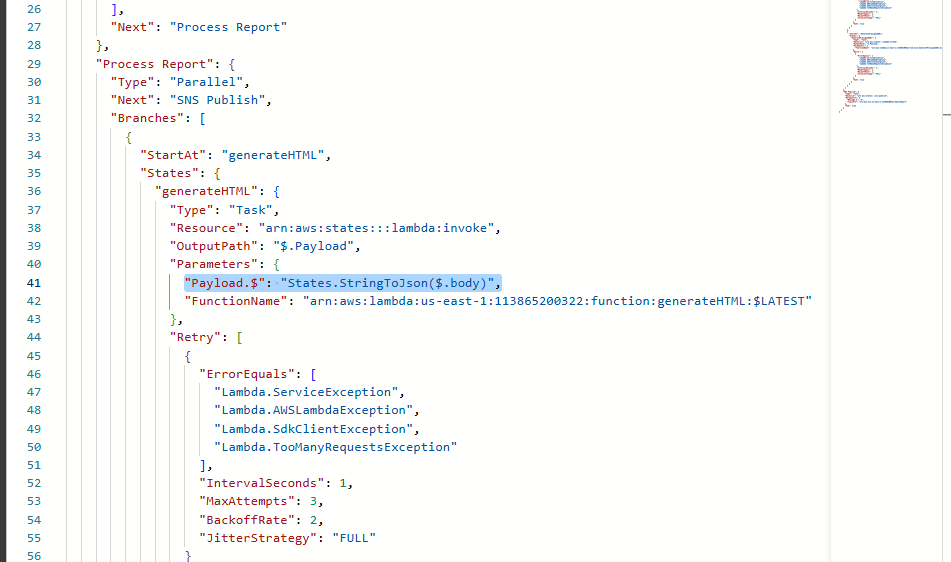 26 ],
27 "Next": "Process Report"
28 },
29 "Process Report": {
30 "Type": "Parallel",
31 "Next": "SNS Publish",
32 "Branches": [
33 {
34 "StartAt": "generateHTML",
35 "States": {
36 "generateHTML": {
37 "Type": "Task",
38 "Resource": "arn:aws:states:::lambda:invoke",
39 "OutputPath": "$.Payload",
40 "Parameters": {
41 "Payload.$": "States.StringToJson($.body)",
42 "FunctionName": "arn:aws:lambda:us-east-1:113865200322:function:generateHTML:$LATEST"
43 },
44 "Retry": [
45 {
46 "ErrorEquals": [
47 "Lambda.ServiceException",
48 "Lambda.AWSLambdaException",
49 "Lambda.SdkClientException",
50 "Lambda.TooManyRequestsException"
51 ],
52 "IntervalSeconds": 1,
53 "MaxAttempts": 3,
54 "BackoffRate": 2,
55 "JitterStrategy": "FULL"
56 }